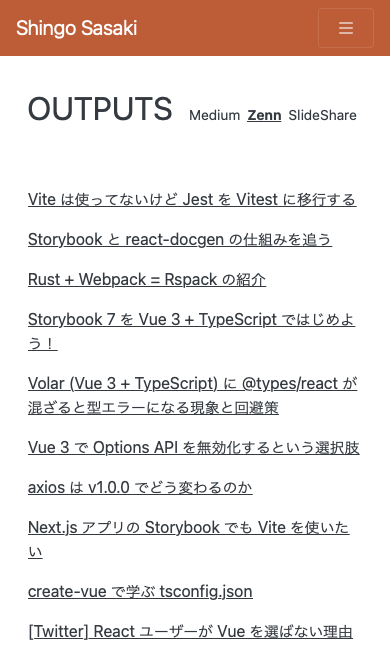 Shingo Sasaki
OUTPUTS Medium Zenn SlideShare
Vite は使ってないけど Jest を Vitest に移行する
Storybook と react-docgen の仕組みを追う
Rust + Webpack = Rspack の紹介
Storybook 7 を Vue 3 + TypeScript ではじめよ
う！
Volar (Vue 3 + TypeScript) に @types/react が
混ざると型エラーになる現象と回避策
Vue 3 で Options API を無効化するという選択肢
axios は v1.0.0 でどう変わるのか
Next.js アプリの Storybook でも Vite を使いた
い
create-vue で学ぶ tsconfig.json
[Twitter] React ユーザーが Vue を選ばない理由